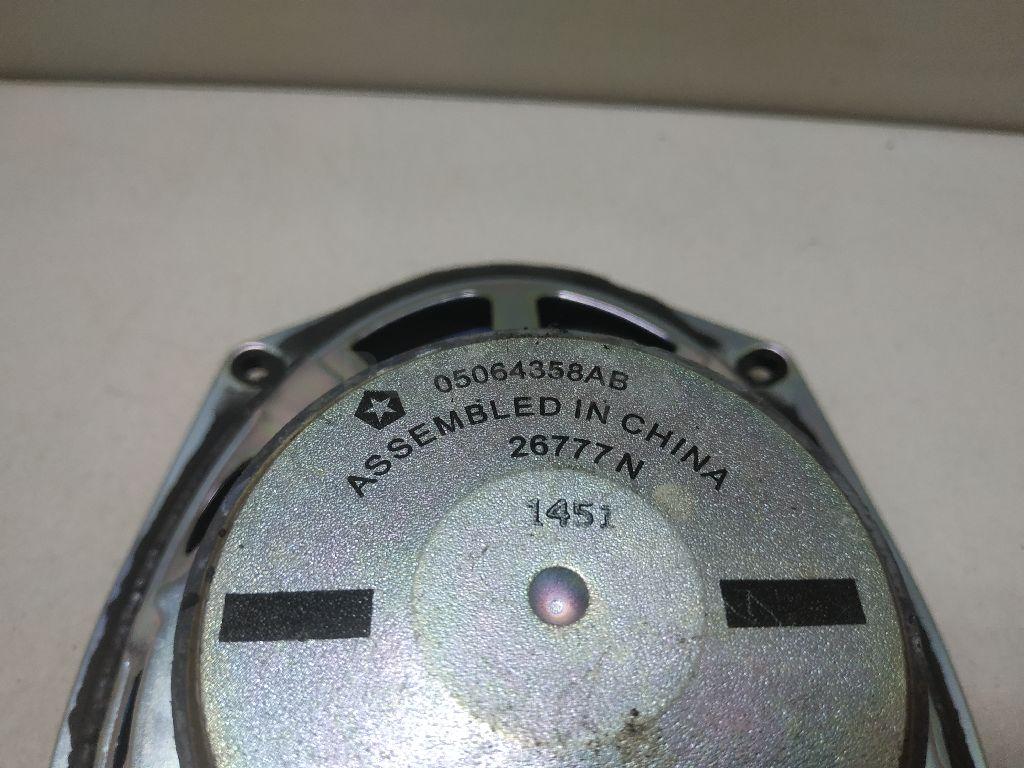 05064358AB
ASSEMBLED IN CHINA
26777N
1451